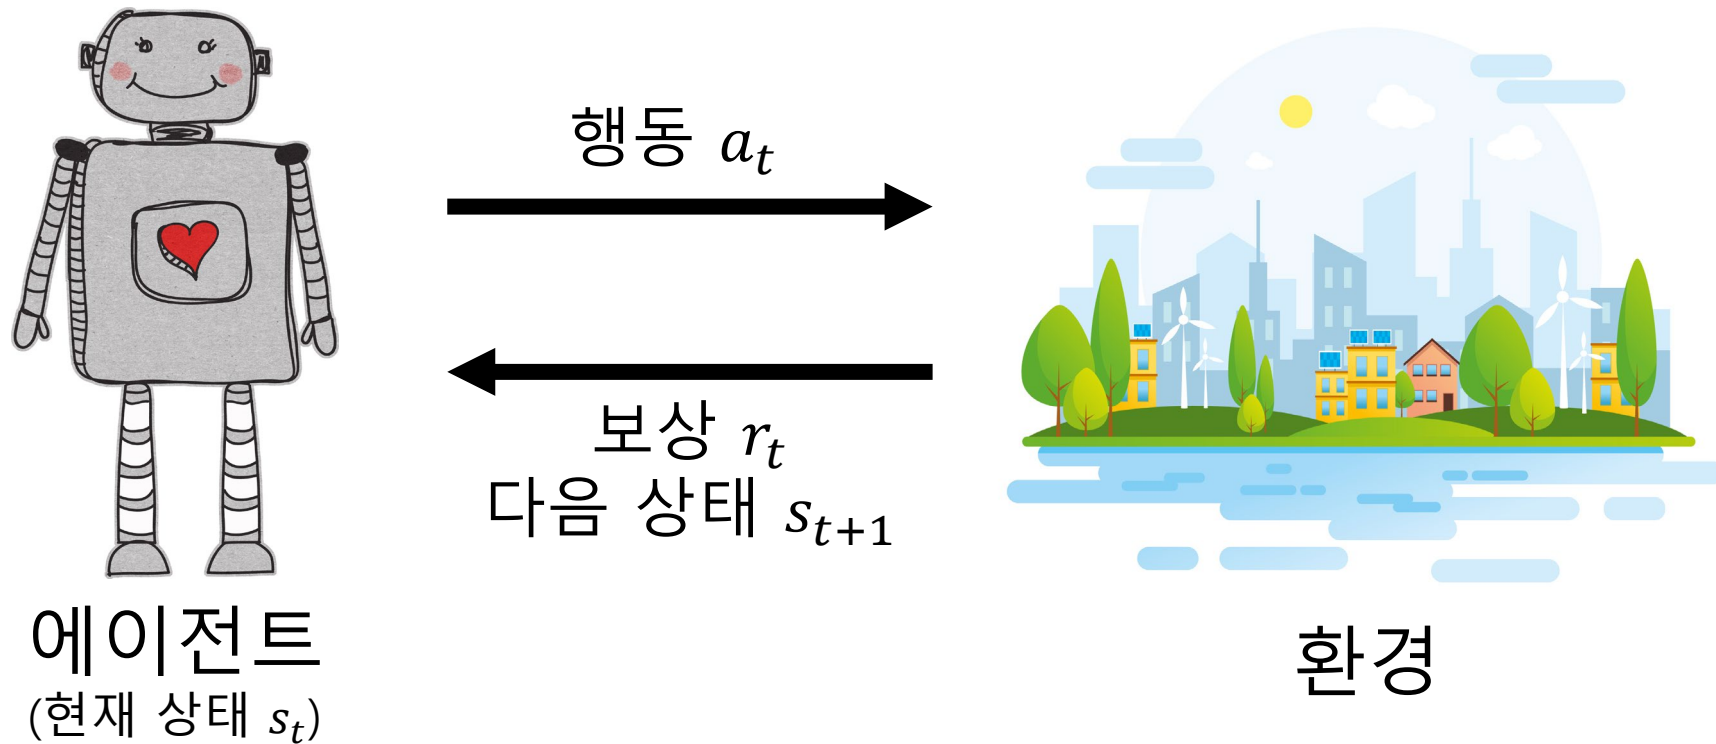 행동 a_t
보상 r_t
다음 상태 s_{t+1}
에이전트
(현재 상태 s_t)
환경